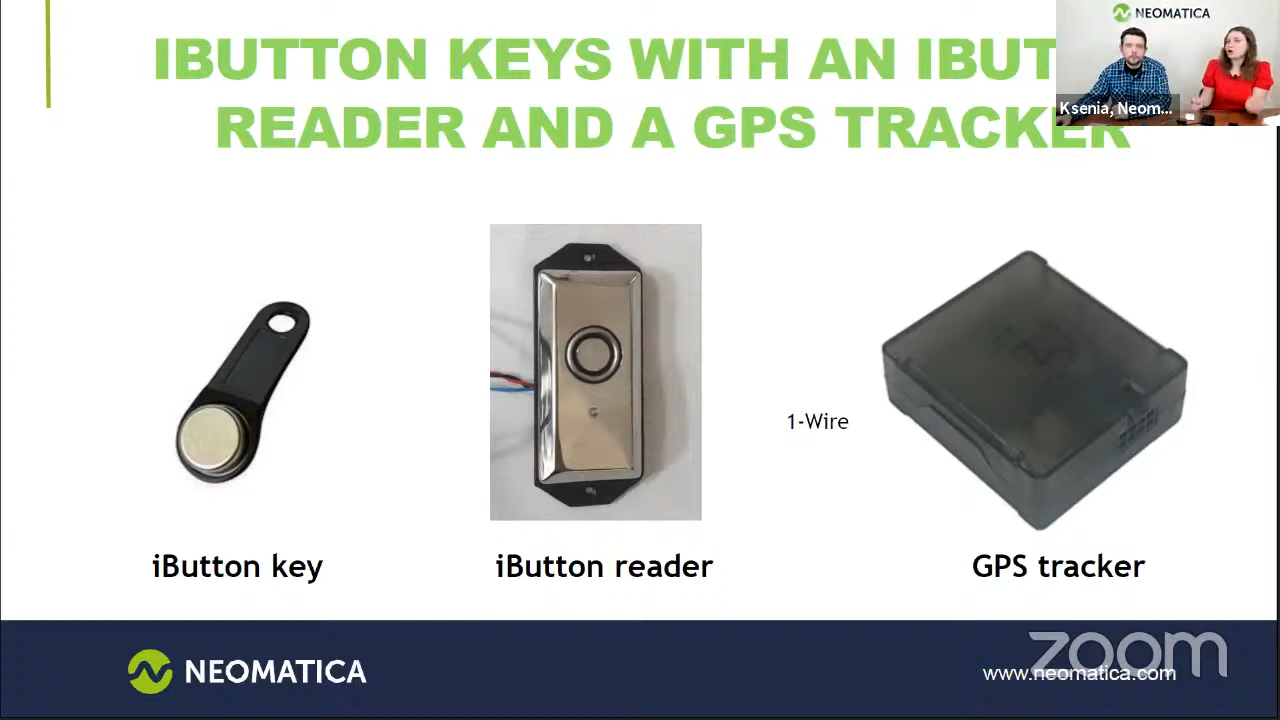 IBUTTON KEYS WITH AN IBUT
READER AND A GPS TRACKER
NEOMATICA
Ksenia, Neom...
1-Wire
iButton key
iButton reader
GPS tracker
NEOMATICA
zoom
www.neomatica.com